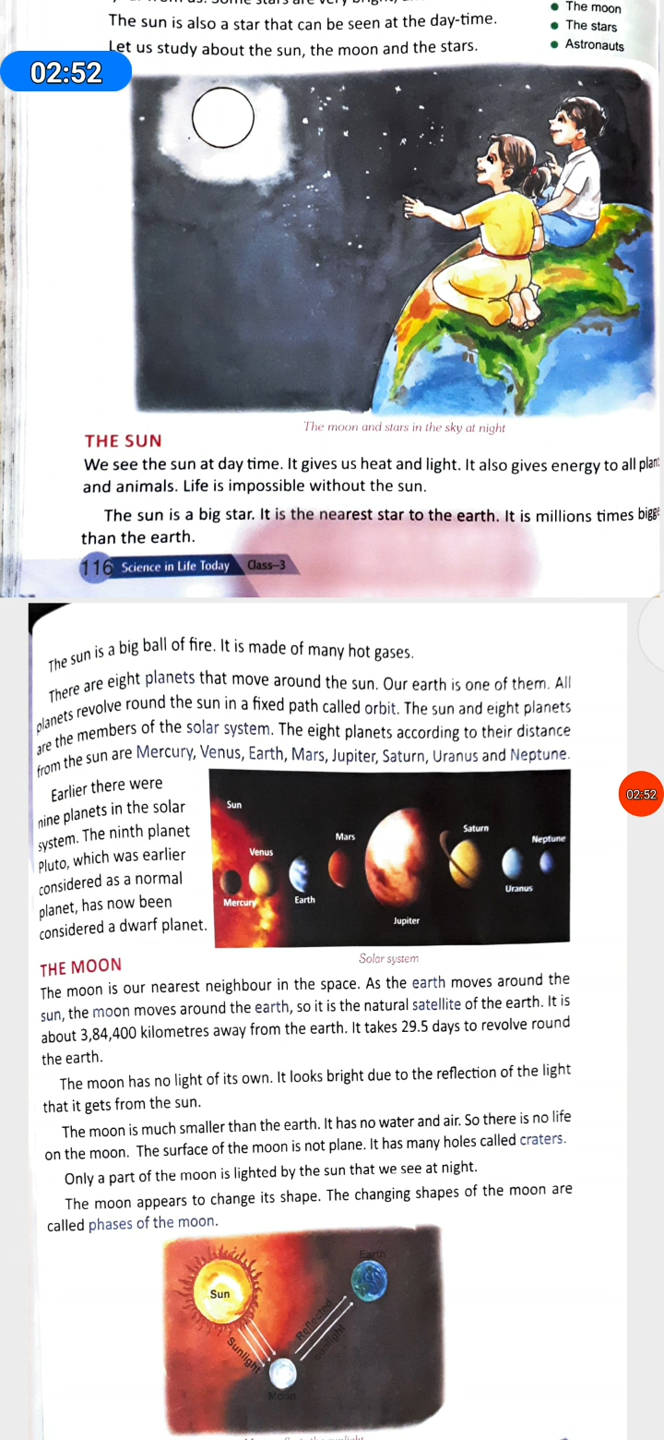 The sun is also a star that can be seen at the day-time.
Let us study about the sun, the moon and the stars.
The moon
The stars
Astronauts
02:52
The moon and stars in the sky at night
THE SUN
We see the sun at day time. It gives us heat and light. It also gives energy to all plant
and animals. Life is impossible without the sun.
The sun is a big star. It is the nearest star to the earth. It is millions times bigge
than the earth.
116 Science in Life Today Class-3
The sun is a big ball of fire. It is made of many hot gases.
There are eight planets that move around the sun. Our earth is one of them. All
planets revolve round the sun in a fixed path called orbit. The sun and eight planets
are the members of the solar system. The eight planets according to their distance
from the sun are Mercury, Venus, Earth, Mars, Jupiter, Saturn, Uranus and Neptune.
Earlier there were
nine planets in the solar
system. The ninth planet
Pluto, which was earlier
considered as a normal
planet, has now been
considered a dwarf planet.
Sun
Mercury
Venus
Earth
Mars
Jupiter
Saturn
Uranus
Neptune
02:52
Solar system
THE MOON
The moon is our nearest neighbour in the space. As the earth moves around the
sun, the moon moves around the earth, so it is the natural satellite of the earth. It is
about 3,84,400 kilometres away from the earth. It takes 29.5 days to revolve round
the earth.
The moon has no light of its own. It looks bright due to the reflection of the light
that it gets from the sun.
The moon is much smaller than the earth. It has no water and air. So there is no life
on the moon. The surface of the moon is not plane. It has many holes called craters.
Only a part of the moon is lighted by the sun that we see at night.
The moon appears to change its shape. The changing shapes of the moon are
called phases of the moon.
Sun
Earth
Sunlight
Reflected
Moon